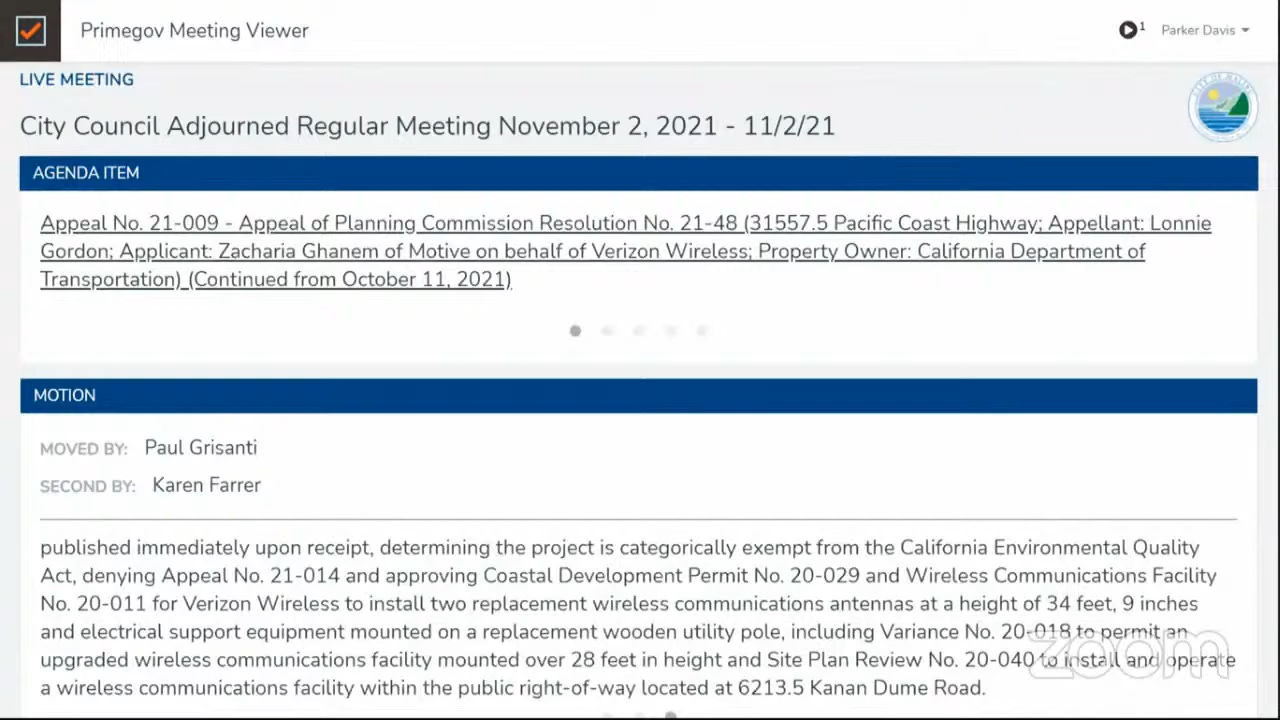 Primegov Meeting Viewer
1
Parker Davis
LIVE MEETING
City Council Adjourned Regular Meeting November 2, 2021 - 11/2/21
AGENDA ITEM
Appeal No. 21-009 - Appeal of Planning Commission Resolution No. 21-48 (31557.5 Pacific Coast Highway; Appellant: Lonnie
Gordon; Applicant: Zacharia Ghanem of Motive on behalf of Verizon Wireless; Property Owner: California Department of
Transportation) (Continued from October 11, 2021)
MOTION
MOVED BY: Paul Grisanti
SECOND BY: Karen Farrer
published immediately upon receipt, determining the project is categorically exempt from the California Environmental Quality
Act, denying Appeal No. 21-014 and approving Coastal Development Permit No. 20-029 and Wireless Communications Facility
No. 20-011 for Verizon Wireless to install two replacement wireless communications antennas at a height of 34 feet, 9 inches
and electrical support equipment mounted on a replacement wooden utility pole, including Variance No. 20-018 to permit an
upgraded wireless communications facility mounted over 28 feet in height and Site Plan Review No. 20-040 to install and operate
a wireless communications facility within the public right-of-way located at 6213.5 Kanan Dume Road.
zoom